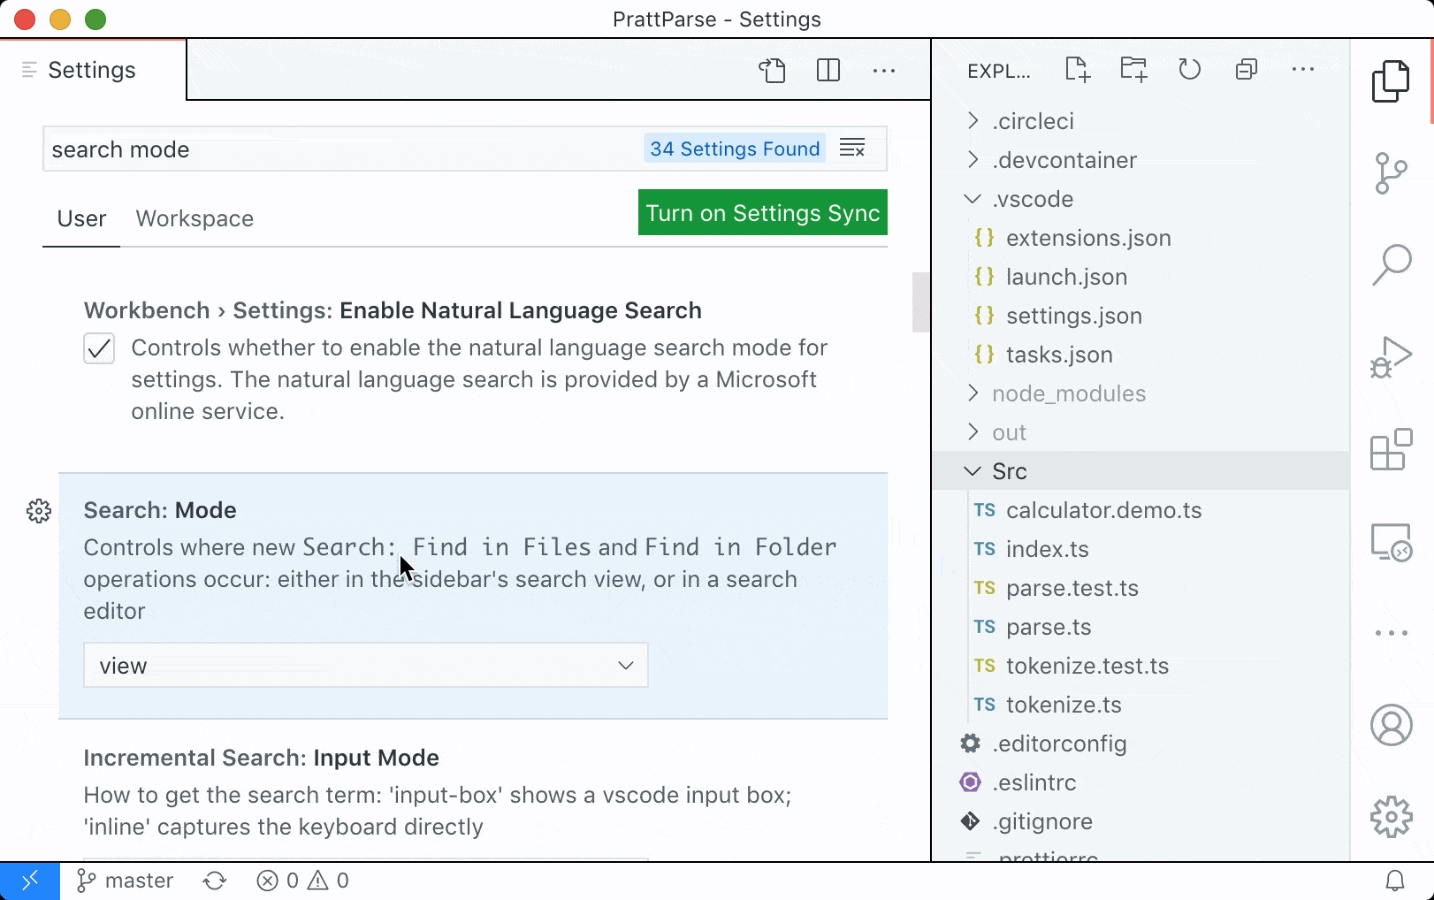 PrattParse - Settings
Settings
search mode
34 Settings Found
User
Workspace
Turn on Settings Sync
Workbench › Settings: Enable Natural Language Search
Controls whether to enable the natural language search mode for
settings. The natural language search is provided by a Microsoft
online service.
Search: Mode
Controls where new Search: Find in Files and Find in Folder
operations occur: either in the sidebar's search view, or in a search
editor
view
Incremental Search: Input Mode
How to get the search term: 'input-box' shows a vscode input box;
'inline' captures the keyboard directly
EXPL...
.circleci
.devcontainer
.vscode
{} extensions.json
{} launch.json
{} settings.json
{} tasks.json
node_modules
out
Src
TS calculator.demo.ts
TS index.ts
TS parse.test.ts
TS parse.ts
TS tokenize.test.ts
TS tokenize.ts
.editorconfig
.eslintrc
.gitignore
.prettierrc
master
0
0